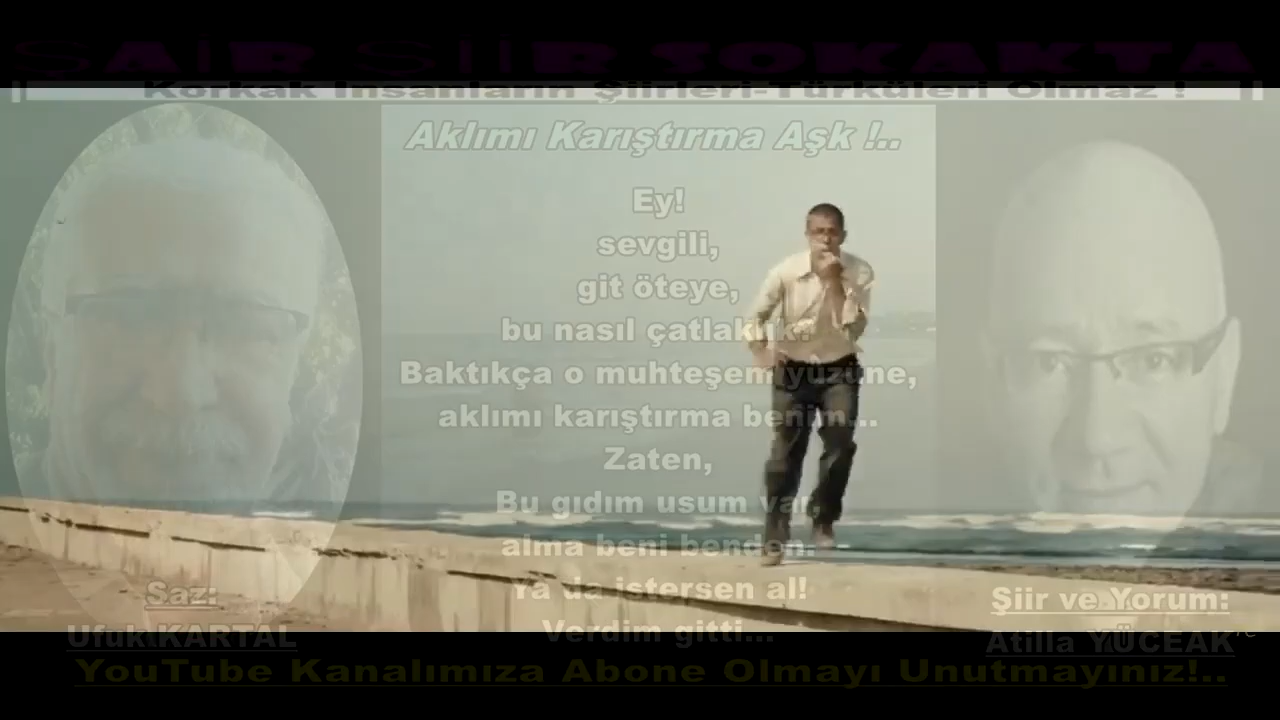 ŞAİR ŞİİR SOKAKTA
Korkak İnsanların Şiirleri-Türküleri Olmaz !
Aklımı Karıştırma Aşk !..
Ey!
sevgili,
git öteye,
bu nasıl çatlaklık!
Baktıkça o muhteşem yüzüne,
aklımı karıştırma benim...
Zaten,
Bu gıdım usum var,
alma beni benden.
Ya da istersen al!
Verdim gitti...
Saz:
Ufuk KARTAL
Şiir ve Yorum:
Atilla YÜCEAK
YouTube Kanalımıza Abone Olmayı Unutmayınız!..